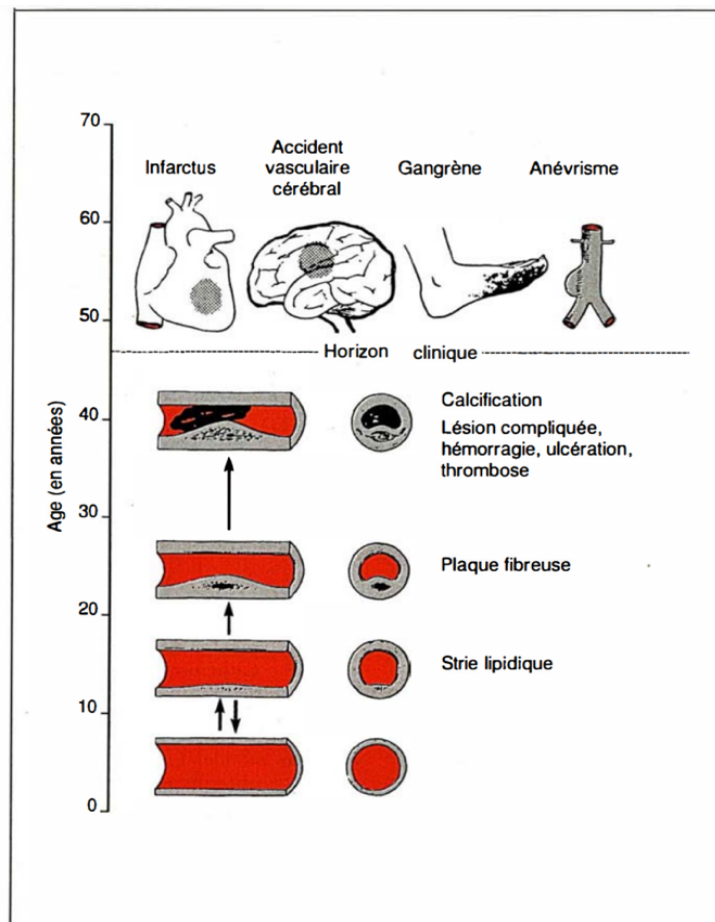 70
Infarctus
Accident
vasculaire
cérébral
Gangrène
Anévrisme
60
50
Horizon clinique
Age (en années)
40
Calcification
Lésion compliquée,
hémorragie, ulcération,
thrombose
30
Plaque fibreuse
20
Strie lipidique
10
0